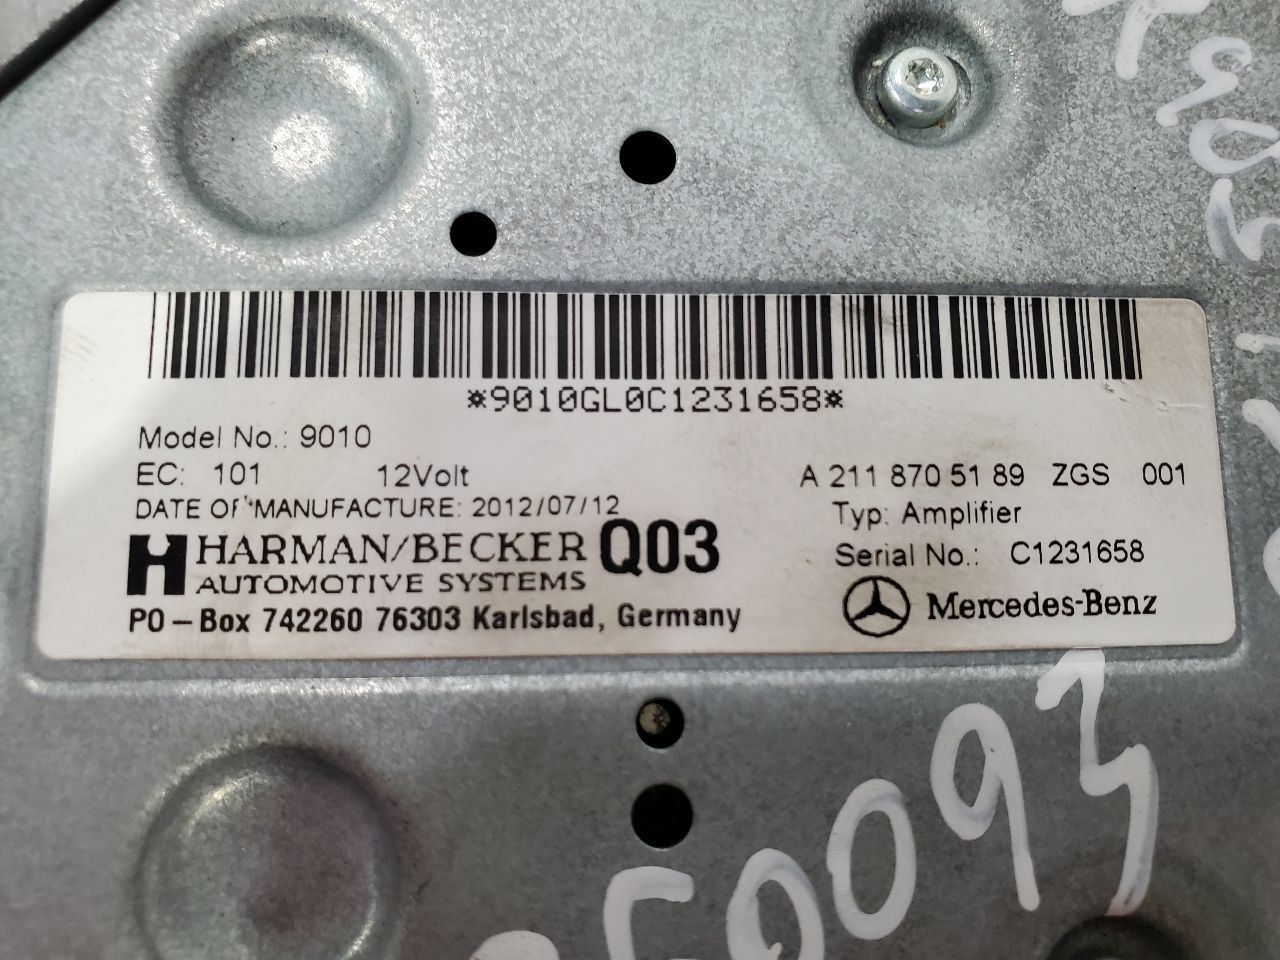 *9010GL0C1231658*
Model No.: 9010
EC: 101 12Volt A 211 870 51 89 ZGS 001
DATE OF MANUFACTURE: 2012/07/12 Typ: Amplifier
HARMAN/BECKER Q03 Serial No.: C1231658
AUTOMOTIVE SYSTEMS Mercedes-Benz
PO-Box 742260 76303 Karlsbad, Germany